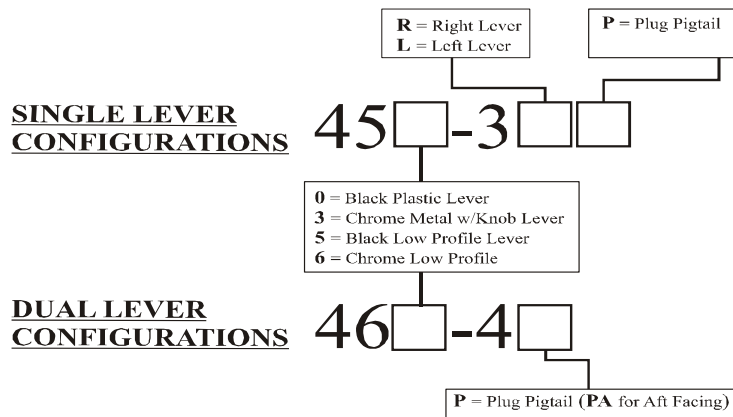 R = Right Lever
L = Left Lever
P = Plug Pigtail
SINGLE LEVER
CONFIGURATIONS
45 -3
0 = Black Plastic Lever
3 = Chrome Metal w/Knob Lever
5 = Black Low Profile Lever
6 = Chrome Low Profile
DUAL LEVER
CONFIGURATIONS
46 -4
P = Plug Pigtail (PA for Aft Facing)